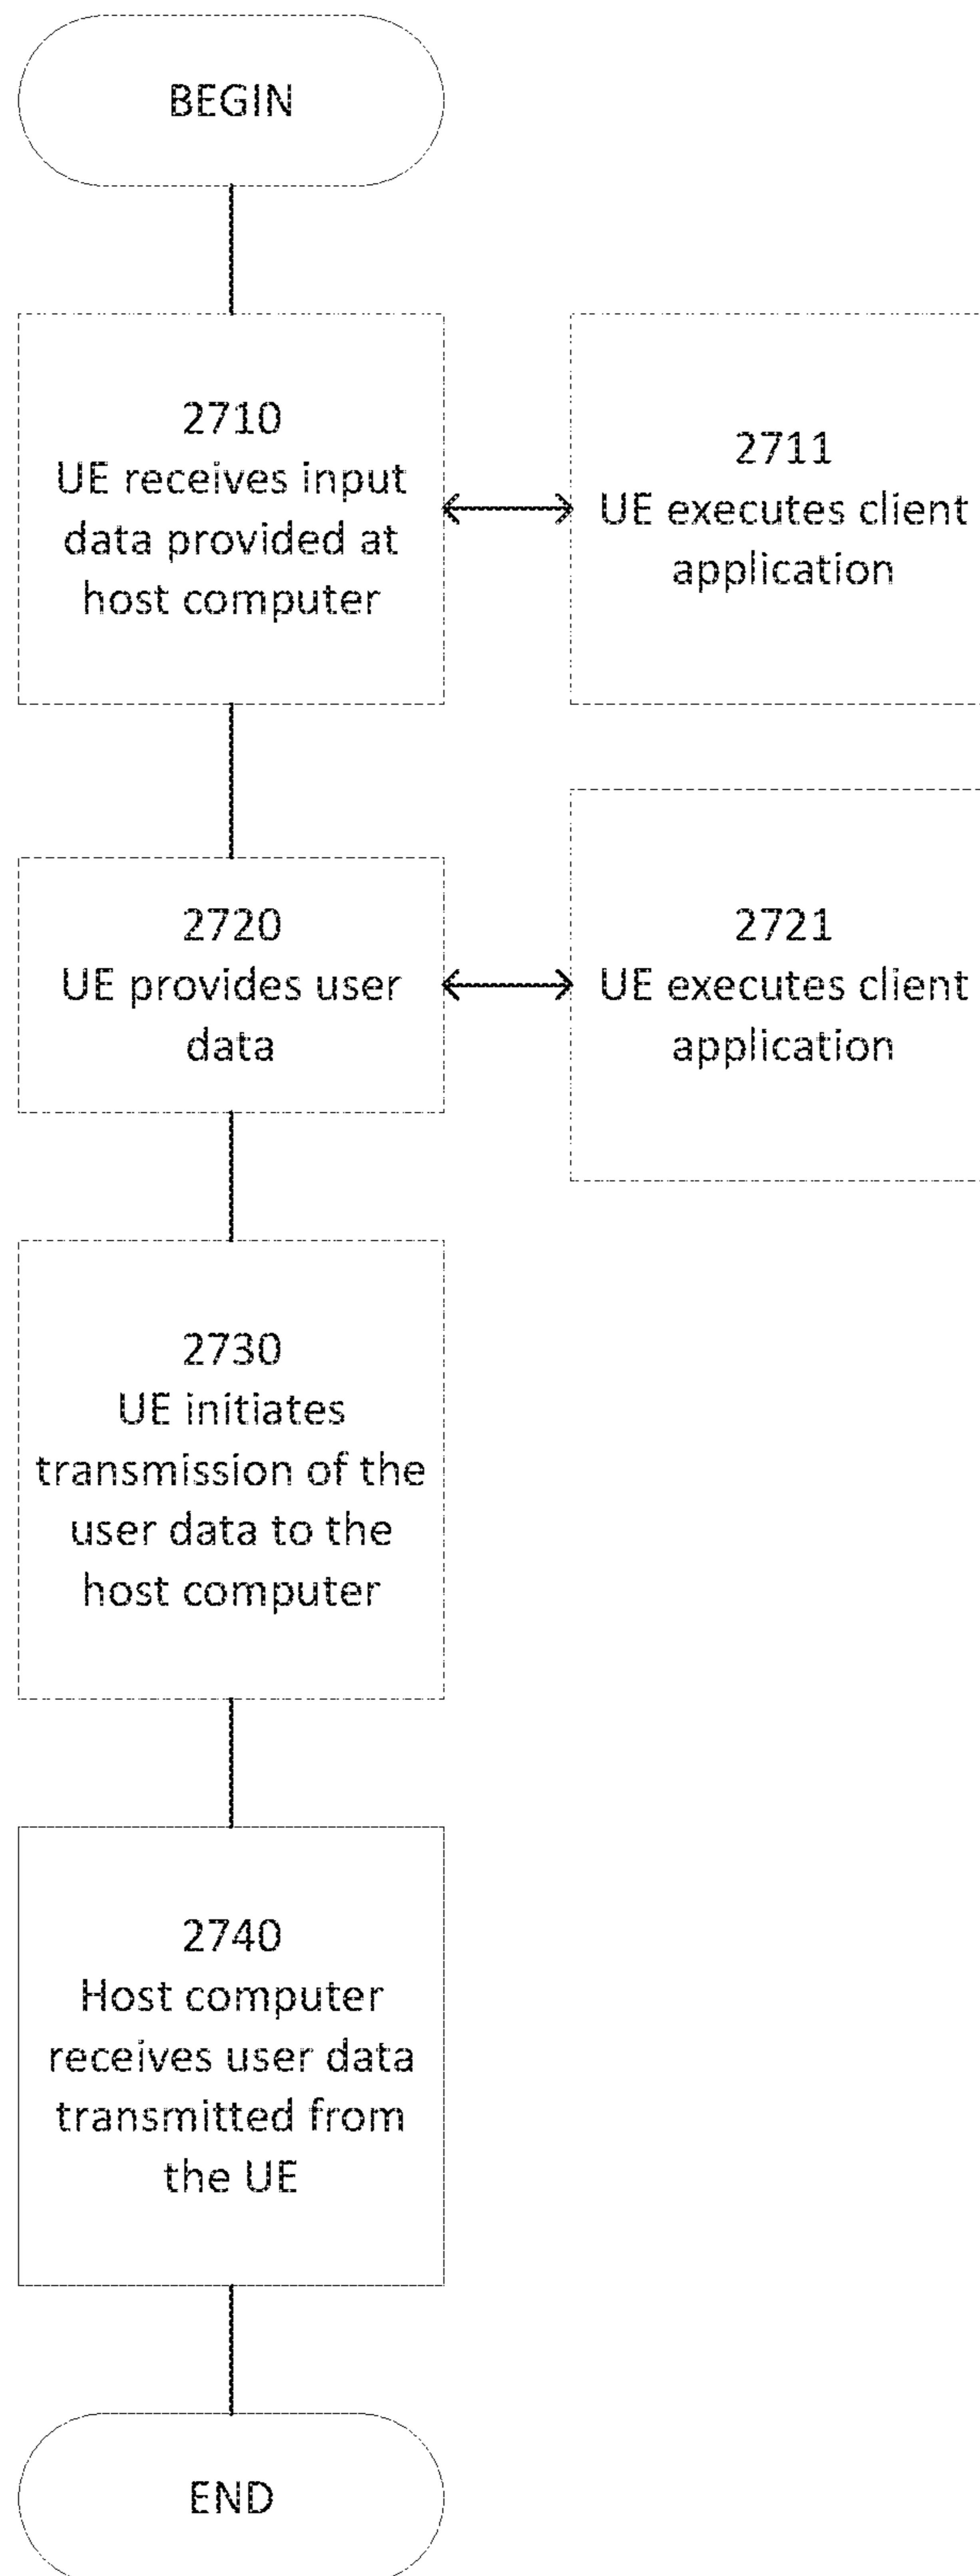 BEGIN
2710
UE receives input
data provided at
host computer
2711
UE executes client
application
2720
UE provides user
data
2721
UE executes client
application
2730
UE initiates
transmission of the
user data to the
host computer
2740
Host computer
receives user data
transmitted from
the UE
END